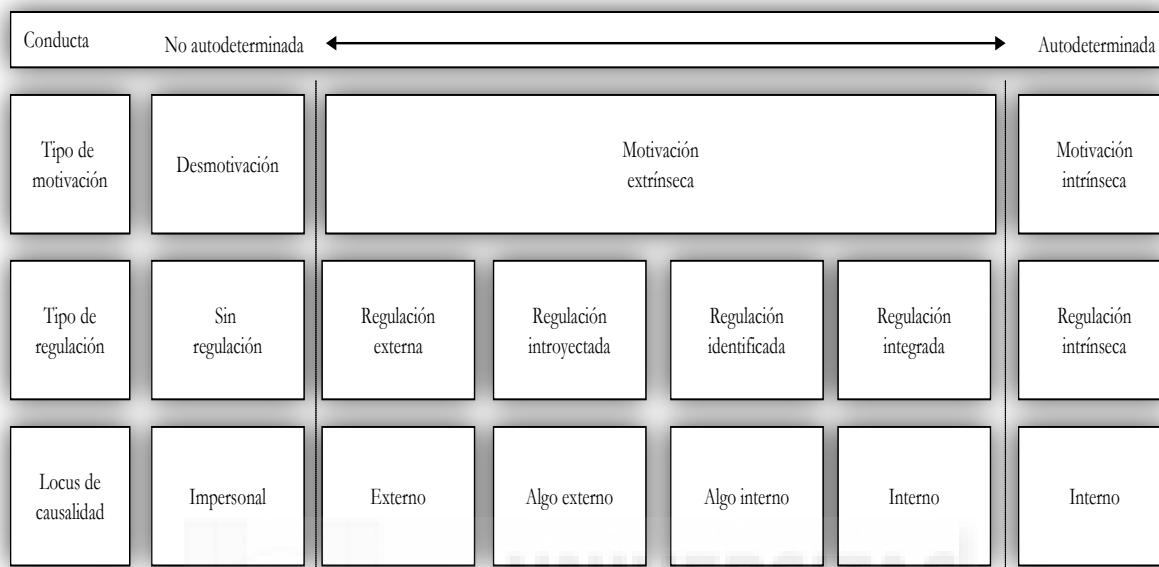 Conducta No autodeterminada Autodeterminada
Tipo de
motivación
Desmotivación
Motivación
extrínseca
Motivación
intrínseca
Tipo de
regulación
Sin
regulación
Regulación
externa
Regulación
introyectada
Regulación
identificada
Regulación
integrada
Regulación
intrínseca
Locus de
causalidad
Impersonal
Externo
Algo externo
Algo interno
Interno
Interno